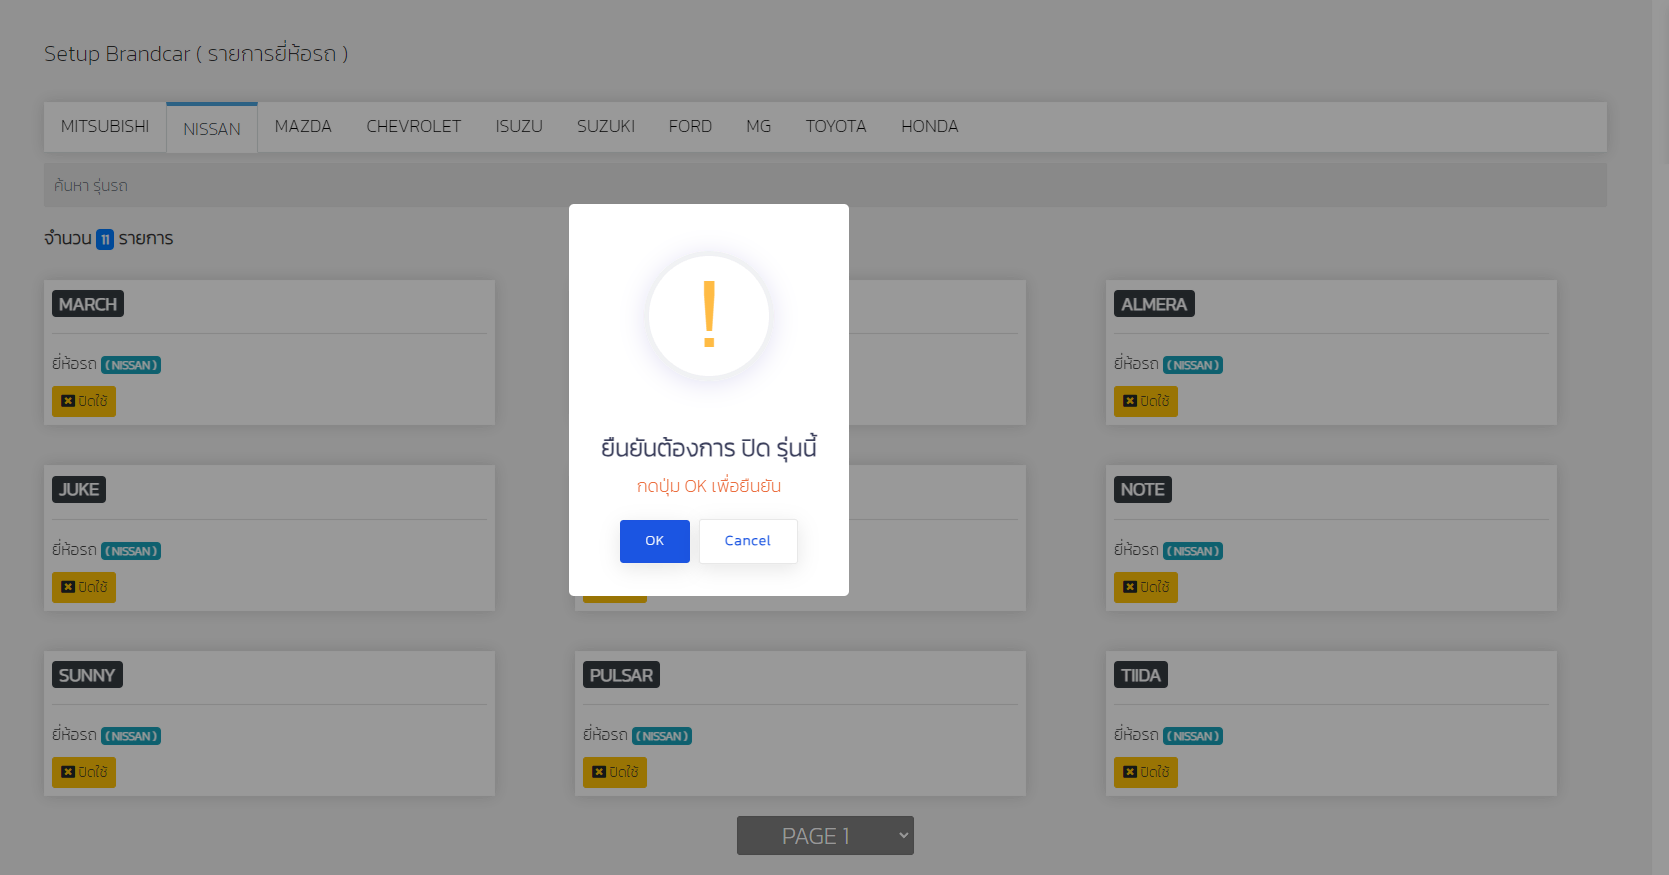 Setup Brandcar ( รายการยี่ห้อรถ )
MITSUBISHI NISSAN MAZDA CHEVROLET ISUZU SUZUKI FORD MG TOYOTA HONDA
ค้นหา รุ่นรถ
จำนวน 11 รายการ
MARCH
ยี่ห้อรถ ( NISSAN )
ปิดใช้
ALMERA
ยี่ห้อรถ ( NISSAN )
ปิดใช้
!
ยืนยันต้องการ ปิด รุ่นนี้
กดปุ่ม OK เพื่อยืนยัน
OK Cancel
JUKE
ยี่ห้อรถ ( NISSAN )
ปิดใช้
NOTE
ยี่ห้อรถ ( NISSAN )
ปิดใช้
SUNNY
ยี่ห้อรถ ( NISSAN )
ปิดใช้
PULSAR
ยี่ห้อรถ ( NISSAN )
ปิดใช้
TIIDA
ยี่ห้อรถ ( NISSAN )
ปิดใช้
PAGE 1